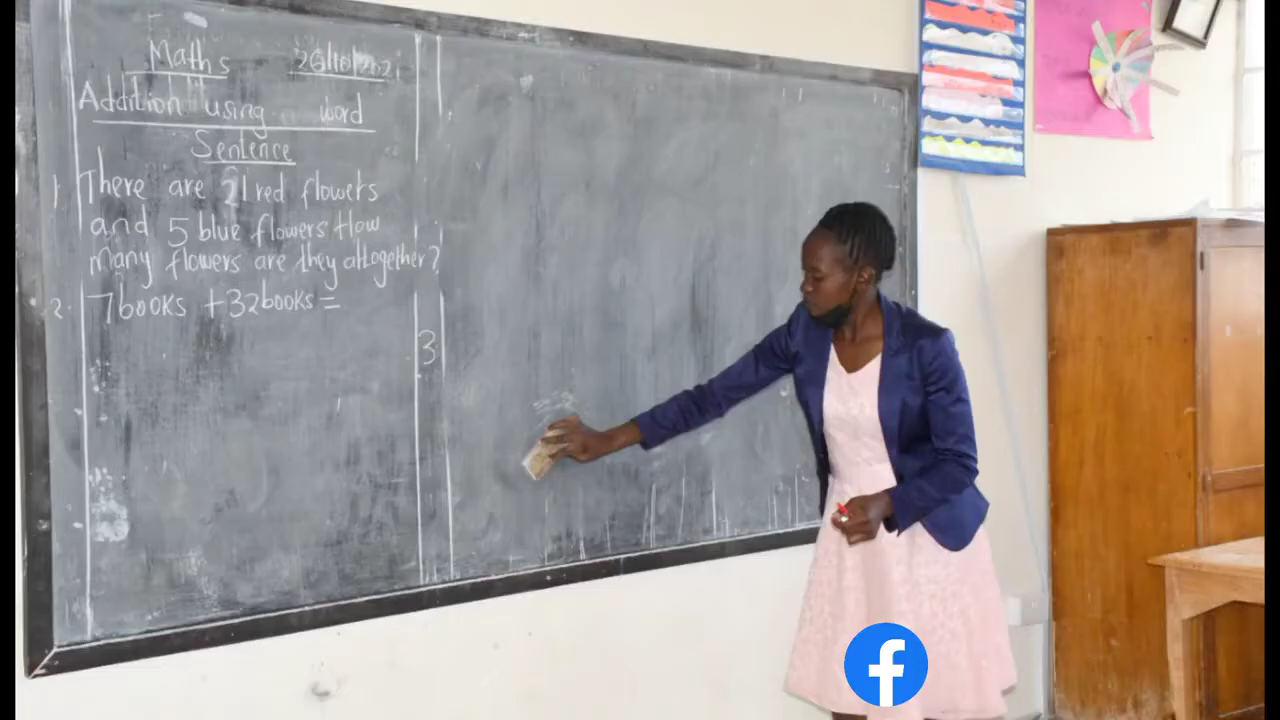 Maths 26/10/2021
Addition using word
Sentence
1. There are 21 red flowers
and 5 blue flowers How
many flowers are they altogether?
2. 7books + 32books =
3
f